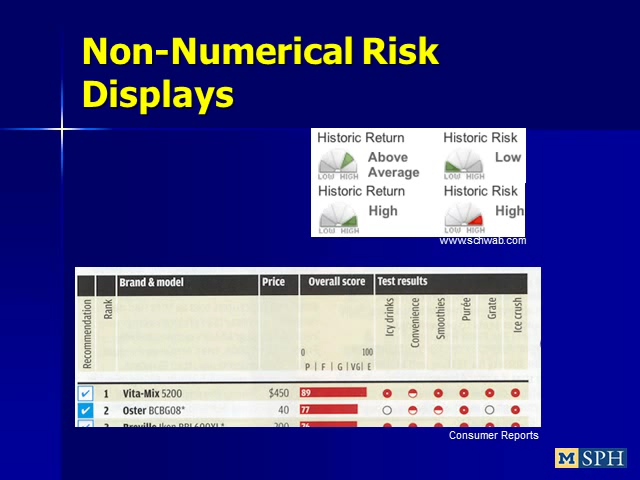 Non-Numerical Risk
Displays
Historic Return Historic Risk
Above
Average
Low
LOW HIGH LOW HIGH
Historic Return Historic Risk
High High
LOW HIGH LOW HIGH
www.schwab.com
Brand & model Price Overall score Test results
Recommendation
Rank
Icy drinks
Convenience
Smoothies
Purée
Grate
Ice crush
0 100
P | F | G | VG | E
1 Vita-Mix 5200 $450 89
2 Oster BCBG08* 40 77
Consumer Reports
M SPH